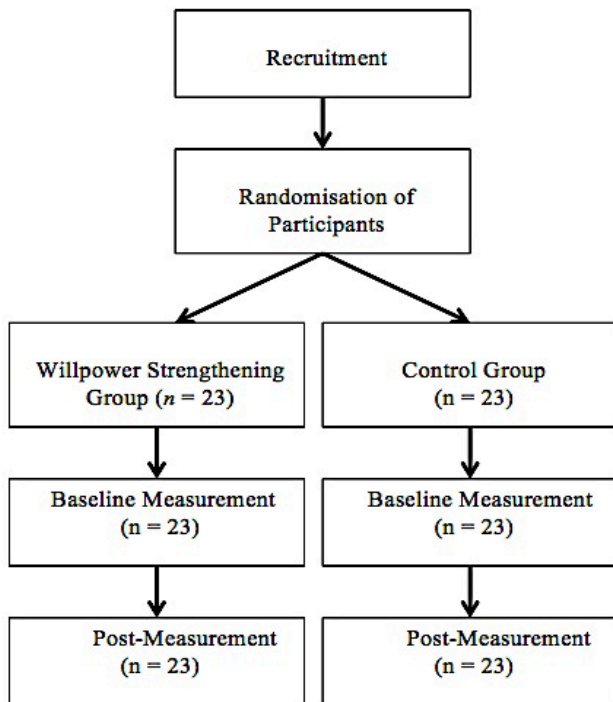 Recruitment
Randomisation of
Participants
Willpower Strengthening
Group (n = 23)
Control Group
(n = 23)
Baseline Measurement
(n = 23)
Baseline Measurement
(n = 23)
Post-Measurement
(n = 23)
Post-Measurement
(n = 23)